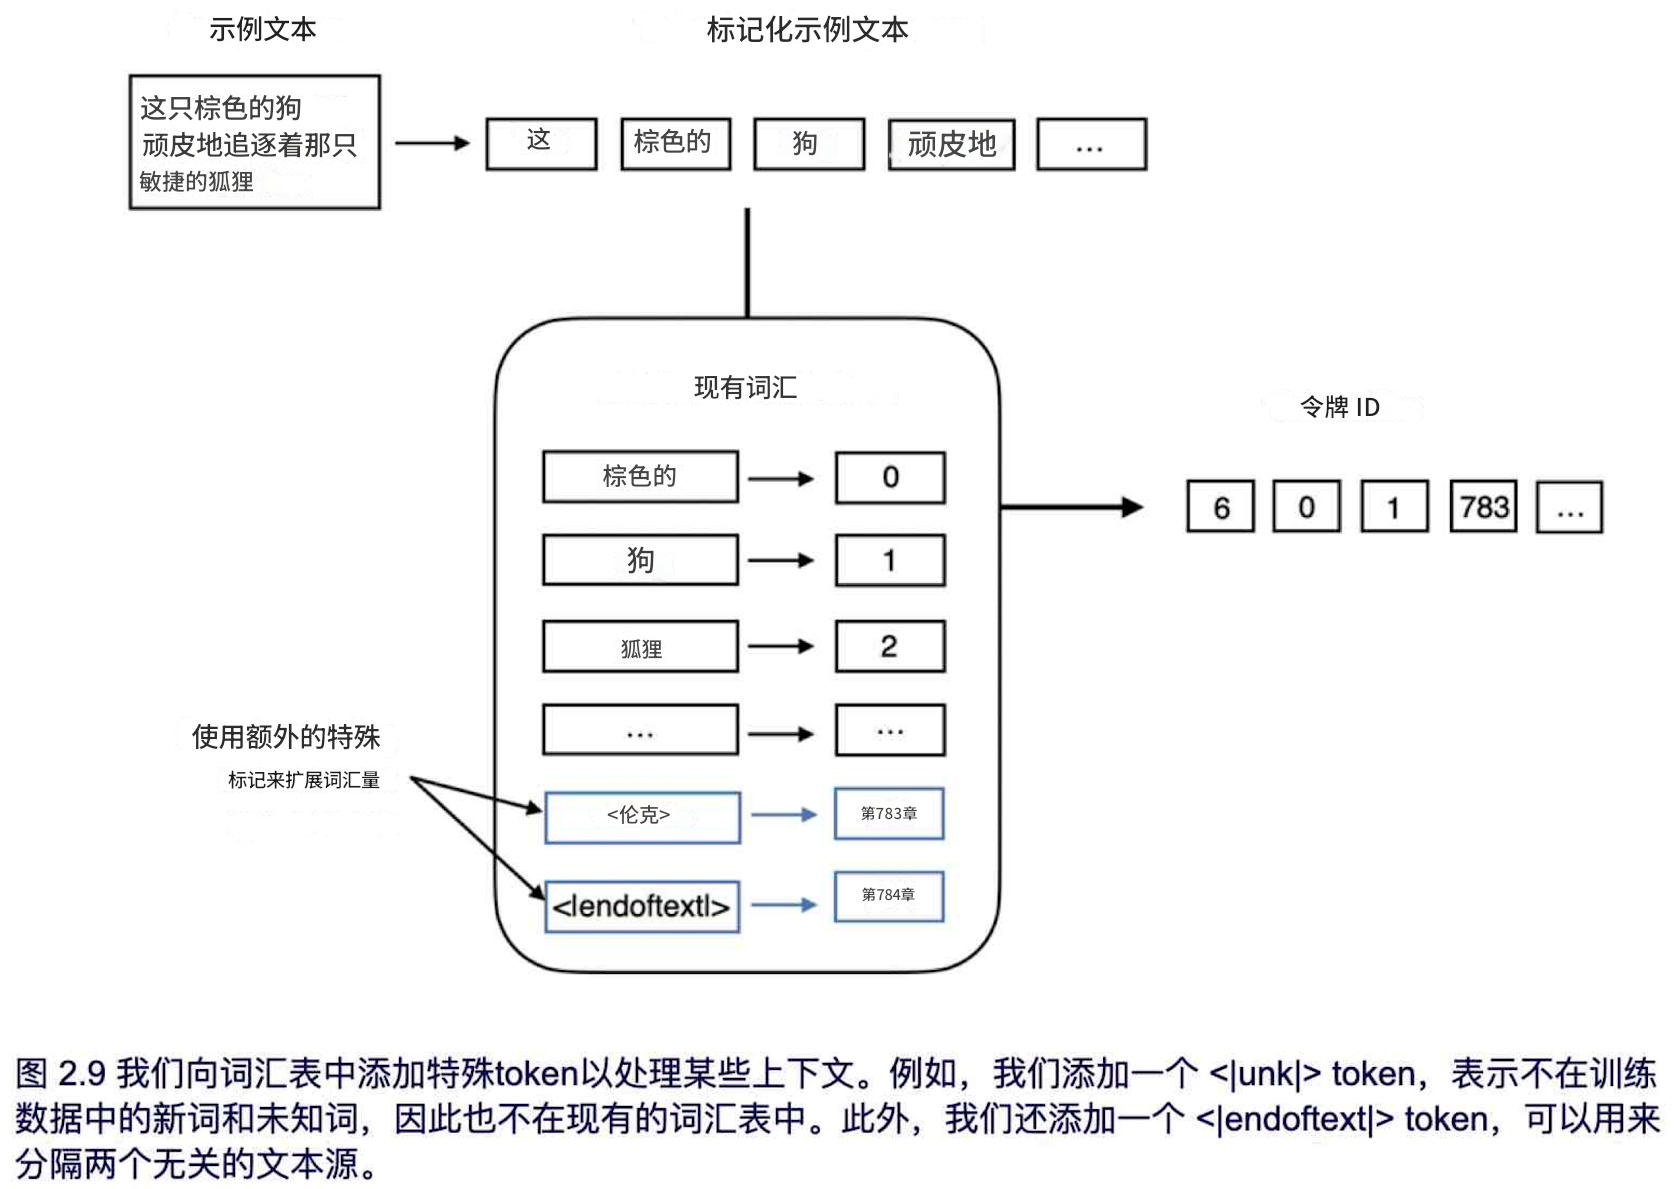 示例文本
标记化示例文本
这只棕色的狗
顽皮地追逐着那只
敏捷的狐狸
这
棕色的
狗
顽皮地
...
现有词汇
令牌 ID
棕色的
0
6
0
1
783
...
狗
1
狐狸
2
...
...
使用额外的特殊
标记来扩展词汇量
<伦克>
第783章
<|endoftext|>
第784章
图 2.9 我们向词汇表中添加特殊token以处理某些上下文。例如，我们添加一个 <|unk|> token，表示不在训练
数据中的新词和未知词，因此也不在现有的词汇表中。此外，我们还添加一个 <|endoftext|> token，可以用来
分隔两个无关的文本源。